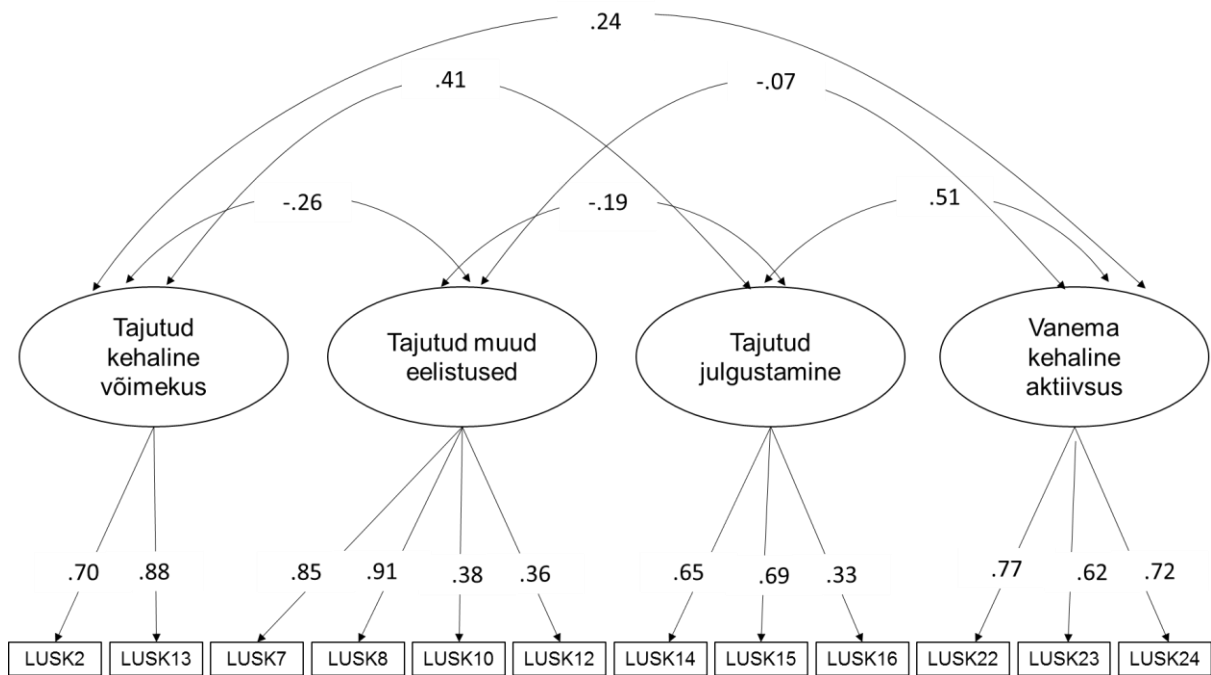 .24
.41
-.07
-.26
-.19
.51
Tajutud
kehaline
võimekus
Tajutud muud
eelistused
Tajutud
julgustamine
Vanema
kehaline
aktiivsus
.70
.88
.85
.91
.38
.36
.65
.69
.33
.77
.62
.72
LUSK2
LUSK13
LUSK7
LUSK8
LUSK10
LUSK12
LUSK14
LUSK15
LUSK16
LUSK22
LUSK23
LUSK24